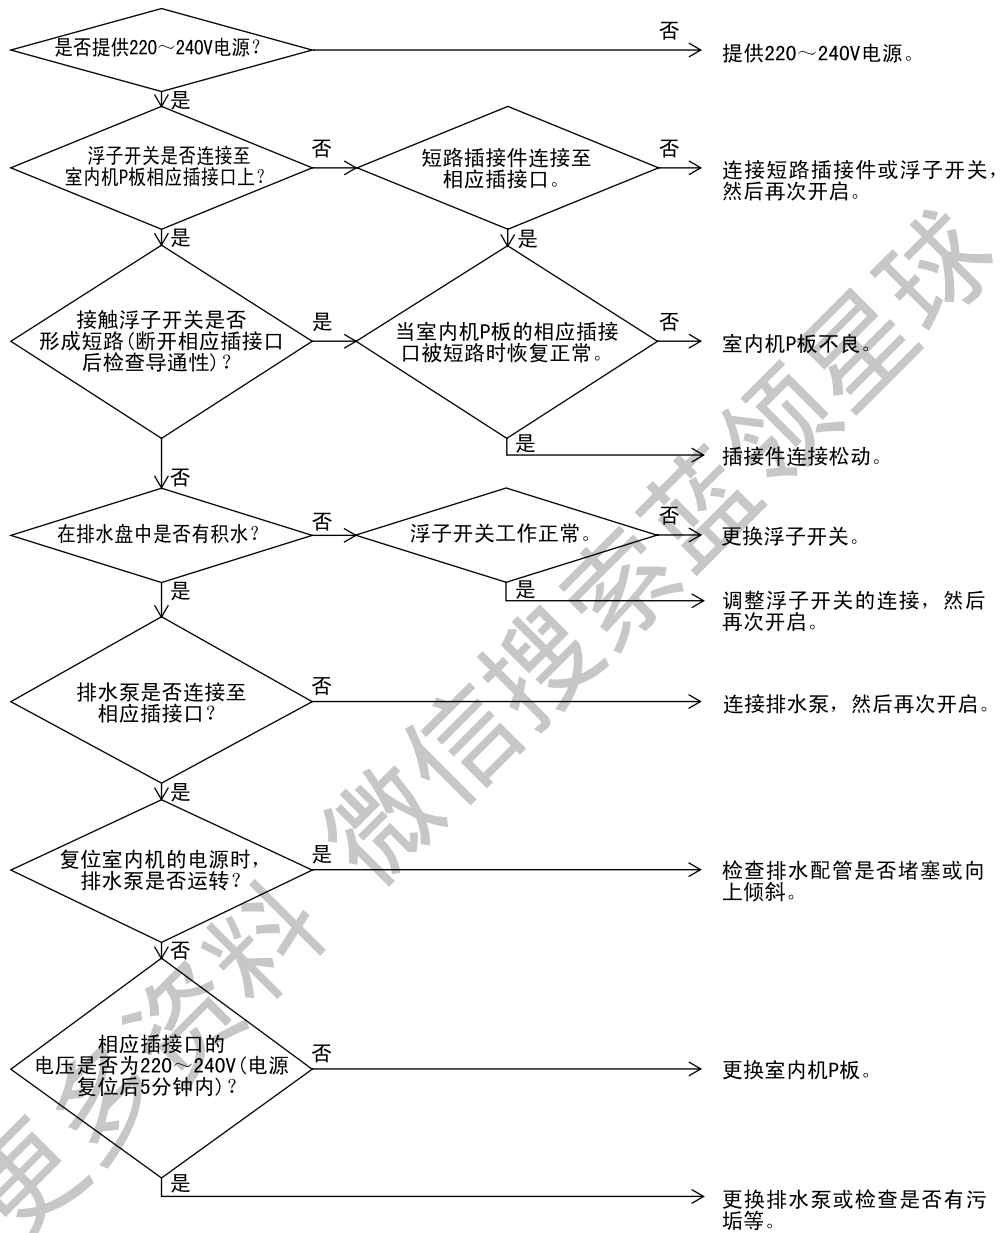 是否提供220～240V电源？
否
提供220～240V电源。
是
浮子开关是否连接至
室内机P板相应插接口上？
否
短路插接件连接至
相应插接口。
否
连接短路插接件或浮子开关，
然后再次开启。
是
是
接触浮子开关是否
形成短路(断开相应插接口
后检查导通性)？
是
当室内机P板的相应插接
口被短路时恢复正常。
否
室内机P板不良。
是
插接件连接松动。
否
在排水盘中是否有积水？
否
浮子开关工作正常。
否
更换浮子开关。
是
是
调整浮子开关的连接，然后
再次开启。
排水泵是否连接至
相应插接口？
否
连接排水泵，然后再次开启。
是
复位室内机的电源时，
排水泵是否运转？
是
检查排水配管是否堵塞或向
上倾斜。
否
相应插接口的
电压是否为220～240V(电源
复位后5分钟内)？
否
更换室内机P板。
是
更换排水泵或检查是否有污
垢等。
更多资料 微信搜索蓝领星球